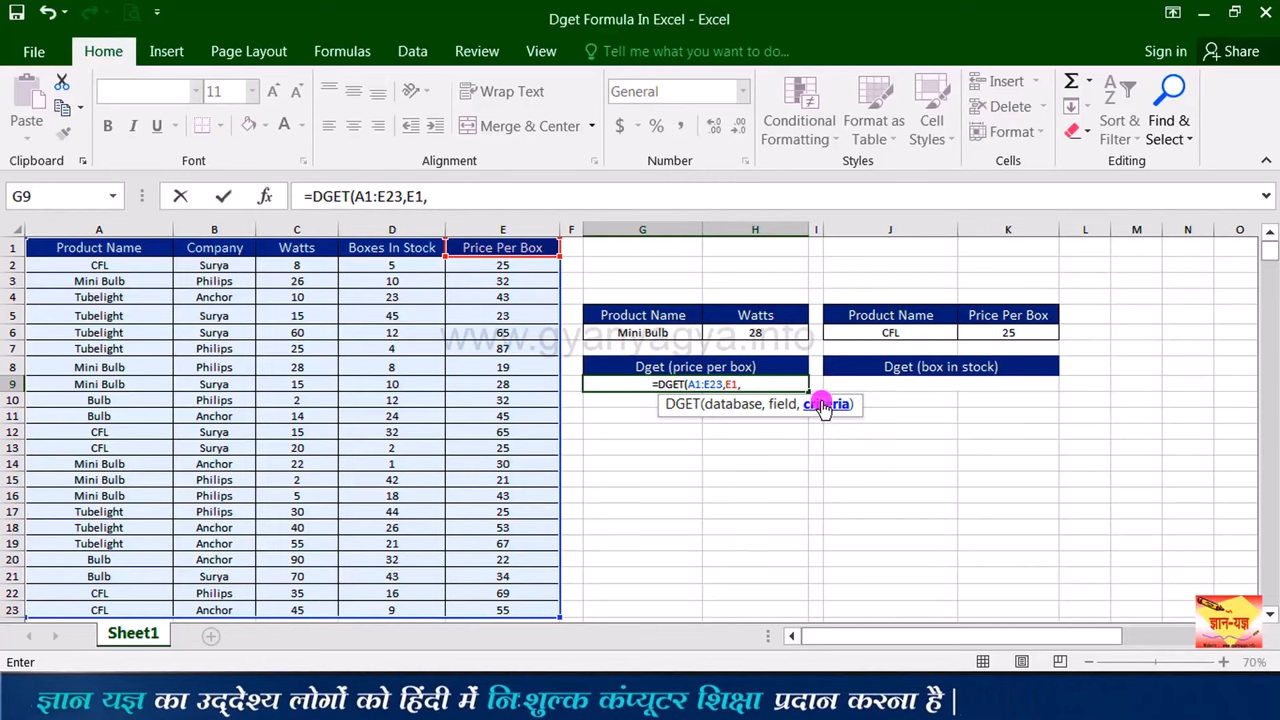 Dget Formula In Excel - Excel
File Home Insert Page Layout Formulas Data Review View Tell me what you want to do... Sign in Share
Paste
Clipboard
11
B I U A
Font
Wrap Text
Merge & Center
Alignment
General
$ % ,
Number
Conditional Formatting
Format as Table
Cell Styles
Styles
Insert
Delete
Format
Cells
Sort & Filter
Find & Select
Editing
G9 fx =DGET(A1:E23,E1,
A B C D E F G H I J K L M N O
1 Product Name Company Watts Boxes In Stock Price Per Box
2 CFL Surya 8 5 25
3 Mini Bulb Philips 26 10 32
4 Tubelight Anchor 10 23 43
5 Tubelight Surya 15 45 23 Product Name Watts Product Name Price Per Box
6 Tubelight Surya 60 12 65 Mini Bulb 28 CFL 25
www.gyanyagya.info
7 Tubelight Philips 25 4 87
8 Mini Bulb Philips 28 8 19 Dget (price per box) Dget (box in stock)
9 Mini Bulb Surya 15 10 28 =DGET(A1:E23,E1,
10 Bulb Philips 2 12 43 DGET(database, field, criteria)
11 Bulb Anchor 14 24 45
12 CFL Surya 15 32 65
13 CFL Surya 20 2 25
14 Mini Bulb Anchor 22 1 30
15 Mini Bulb Philips 2 42 21
16 Mini Bulb Philips 5 18 43
17 Tubelight Philips 30 44 25
18 Tubelight Anchor 40 26 53
19 Tubelight Anchor 55 21 67
20 Bulb Anchor 90 32 22
21 Bulb Surya 70 43 34
22 CFL Philips 35 16 69
23 CFL Anchor 45 9 55
ज्ञान-यज्ञ
Sheet1
Enter 70%
ज्ञान यज्ञ का उद्देश्य लोगों को हिंदी में निःशुल्क कंप्यूटर शिक्षा प्रदान करना है |